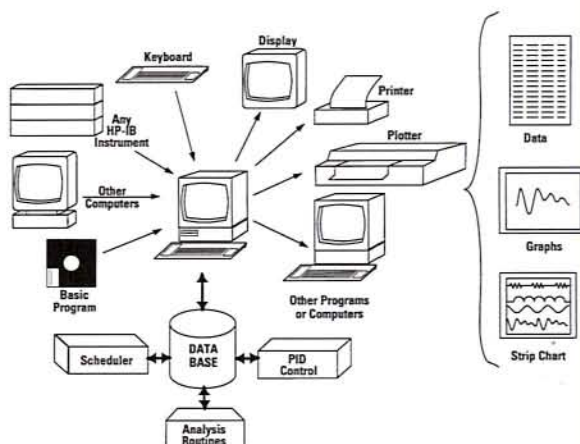 Keyboard
Display
Printer
Any
HP-IB
Instrument
Plotter
Other
Computers
Basic
Program
Other Programs
or Computers
Data
Graphs
Strip Chart
Scheduler
DATA
BASE
PID
Control
Analysis
Routines